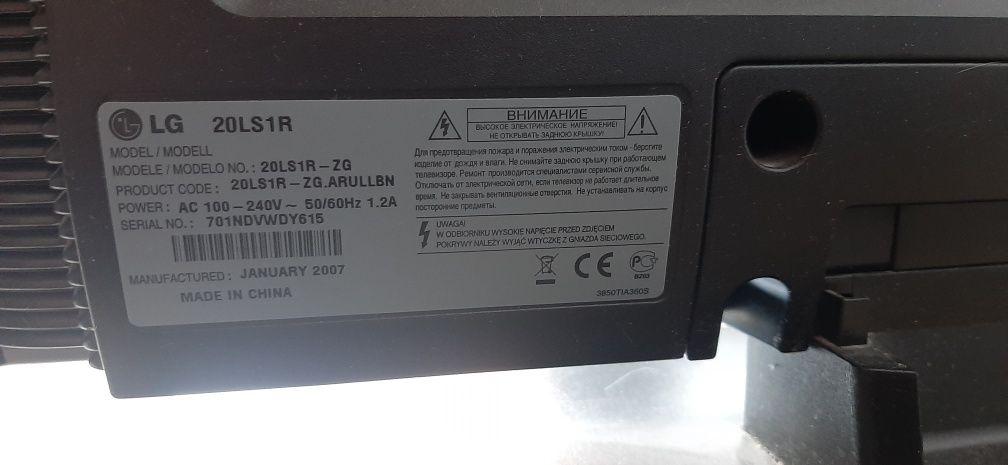 LG 20LS1R
MODEL / MODELL
MODELE / MODELO NO. : 20LS1R-ZG
PRODUCT CODE : 20LS1R-ZG.ARULLBN
POWER : AC 100-240V~ 50/60Hz 1.2A
SERIAL NO. : 701NDVWDY615
MANUFACTURED : JANUARY 2007
MADE IN CHINA
ВНИМАНИЕ
ВЫСОКОЕ ЭЛЕКТРИЧЕСКОЕ НАПРЯЖЕНИЕ!
НЕ ОТКРЫВАТЬ ЗАДНЮЮ КРЫШКУ!
Для предотвращения пожара и поражения электрическим током - берегите
изделие от дождя и влаги. Не снимайте заднюю крышку при работающем
телевизоре. Ремонт производится специалистами сервисной службы.
Отключать от электрической сети, если телевизор не работает длительное
время. Не закрывать вентиляционные отверстия. Не устанавливать на корпус
посторонние предметы.
UWAGA!
W ODBIORNIKU WYSOKIE NAPIĘCIE PRZED ZDJĘCIEM
POKRYWY NALEŻY WYJĄĆ WTYCZKĘ Z GNIAZDA SIECIOWEGO.
CE
BZ03
3850TIA360S